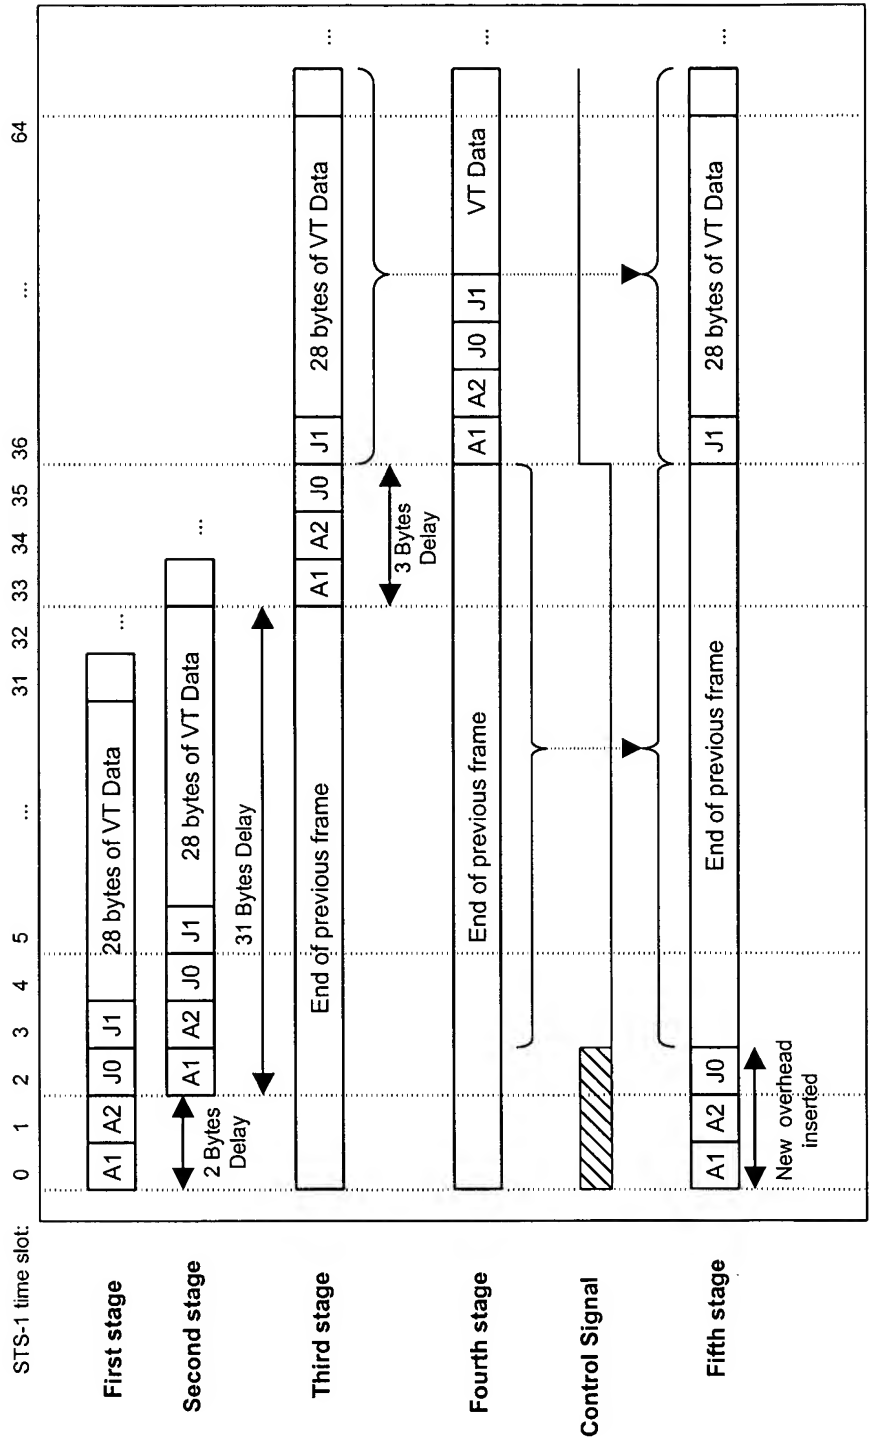 STS-1 time slot: 0 1 2 3 4 5 ... 31 32 33 34 35 36 ... 64
First stage
A1 A2 J0 J1 28 bytes of VT Data ...
Second stage
2 Bytes
Delay
A1 A2 J0 J1 28 bytes of VT Data ...
31 Bytes Delay
Third stage
End of previous frame A1 A2 J0 J1 28 bytes of VT Data ...
3 Bytes
Delay
Fourth stage
End of previous frame A1 A2 J0 J1 VT Data ...
Control Signal
Fifth stage
A1 A2 J0 End of previous frame J1 28 bytes of VT Data ...
New overhead
inserted